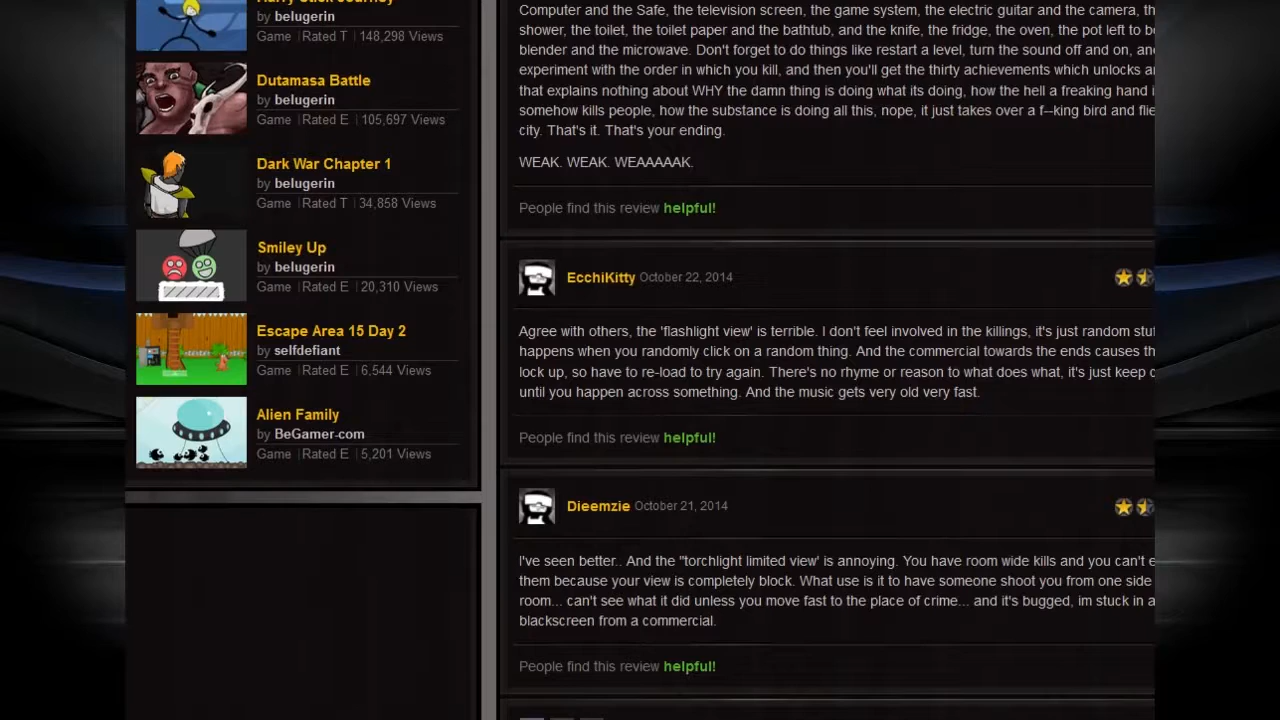 Harry Stick Journey
by belugerin
Game | Rated T | 148,298 Views
Dutamasa Battle
by belugerin
Game | Rated E | 105,697 Views
Dark War Chapter 1
by belugerin
Game | Rated T | 34,858 Views
Smiley Up
by belugerin
Game | Rated E | 20,310 Views
Escape Area 15 Day 2
by selfdefiant
Game | Rated E | 6,544 Views
Alien Family
by BeGamer-com
Game | Rated E | 5,201 Views
Computer and the Safe, the television screen, the game system, the electric guitar and the camera, th
shower, the toilet, the toilet paper and the bathtub, and the knife, the fridge, the oven, the pot left to b
blender and the microwave. Don't forget to do things like restart a level, turn the sound off and on, an
experiment with the order in which you kill, and then you'll get the thirty achievements which unlocks a
that explains nothing about WHY the damn thing is doing what its doing, how the hell a freaking hand i
somehow kills people, how the substance is doing all this, nope, it just takes over a f--king bird and flie
city. That's it. That's your ending.
WEAK. WEAK. WEAAAAAK.
People find this review helpful!
EcchiKitty October 22, 2014
Agree with others, the 'flashlight view' is terrible. I don't feel involved in the killings, it's just random stuf
happens when you randomly click on a random thing. And the commercial towards the ends causes th
lock up, so have to re-load to try again. There's no rhyme or reason to what does what, it's just keep c
until you happen across something. And the music gets very old very fast.
People find this review helpful!
Dieemzie October 21, 2014
I've seen better.. And the "torchlight limited view' is annoying. You have room wide kills and you can't e
them because your view is completely block. What use is it to have someone shoot you from one side
room... can't see what it did unless you move fast to the place of crime... and it's bugged, im stuck in a
blackscreen from a commercial.
People find this review helpful!